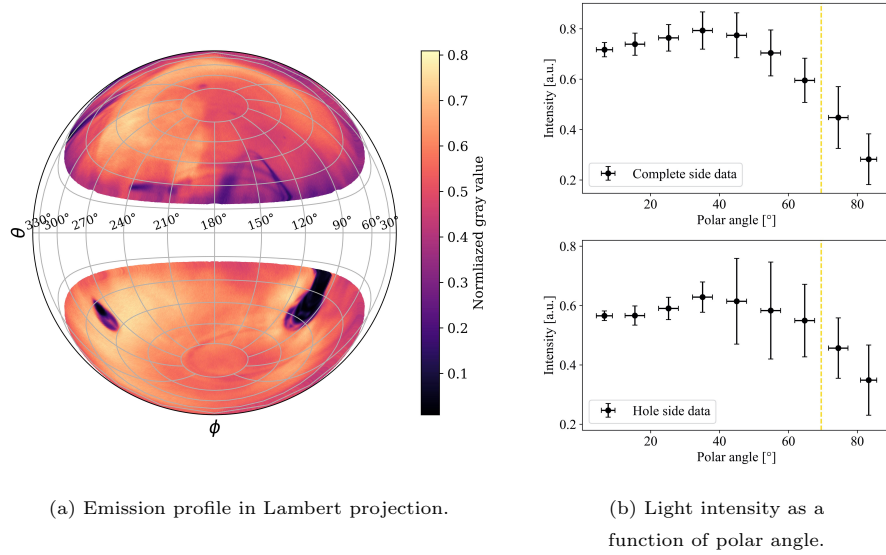 0.8
0.7
0.6
0.5
0.4
0.3
0.2
0.1
Normliazed gray value
θ
330° 300° 270° 240° 210° 180° 150° 120° 90° 60° 30°
ϕ
0.8
0.6
0.4
0.2
Intensity [a.u.]
Complete side data
20 40 60 80
Polar angle [°]
0.8
0.6
0.4
0.2
Intensity [a.u.]
Hole side data
20 40 60 80
Polar angle [°]
(a) Emission profile in Lambert projection.
(b) Light intensity as a
function of polar angle.